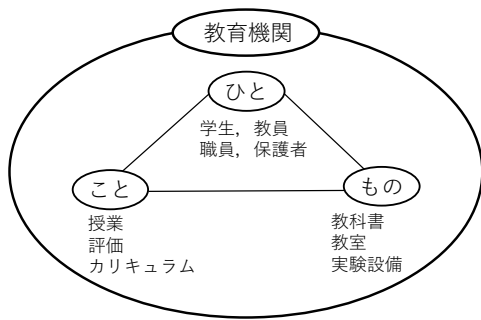 教育機関
ひと
学生，教員
職員，保護者
こと
授業
評価
カリキュラム
もの
教科書
教室
実験設備